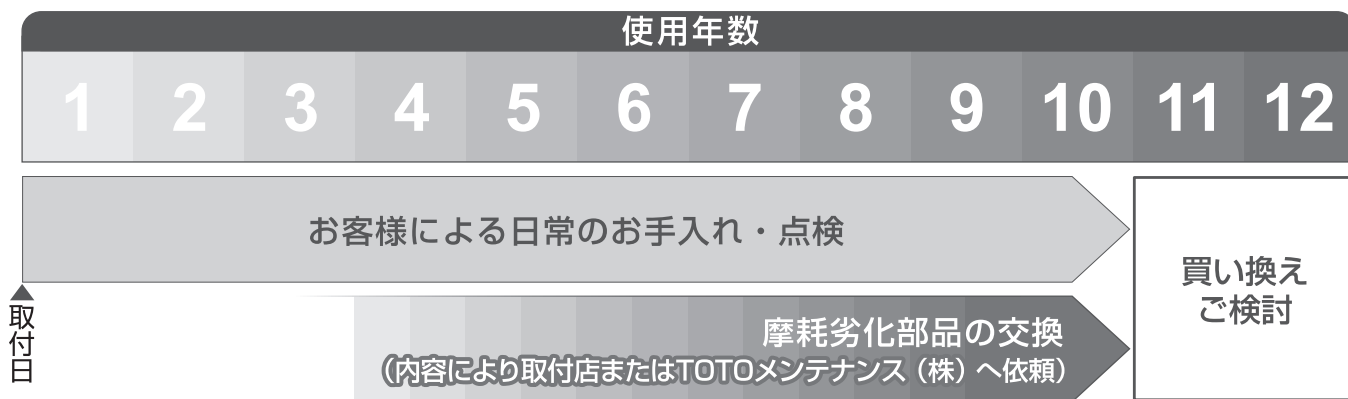 使用年数
1 2 3 4 5 6 7 8 9 10 11 12
お客様による日常のお手入れ・点検
買い換え
ご検討
▲
取付日
摩耗劣化部品の交換
（内容により取付店またはTOTOメンテナンス（株）へ依頼）